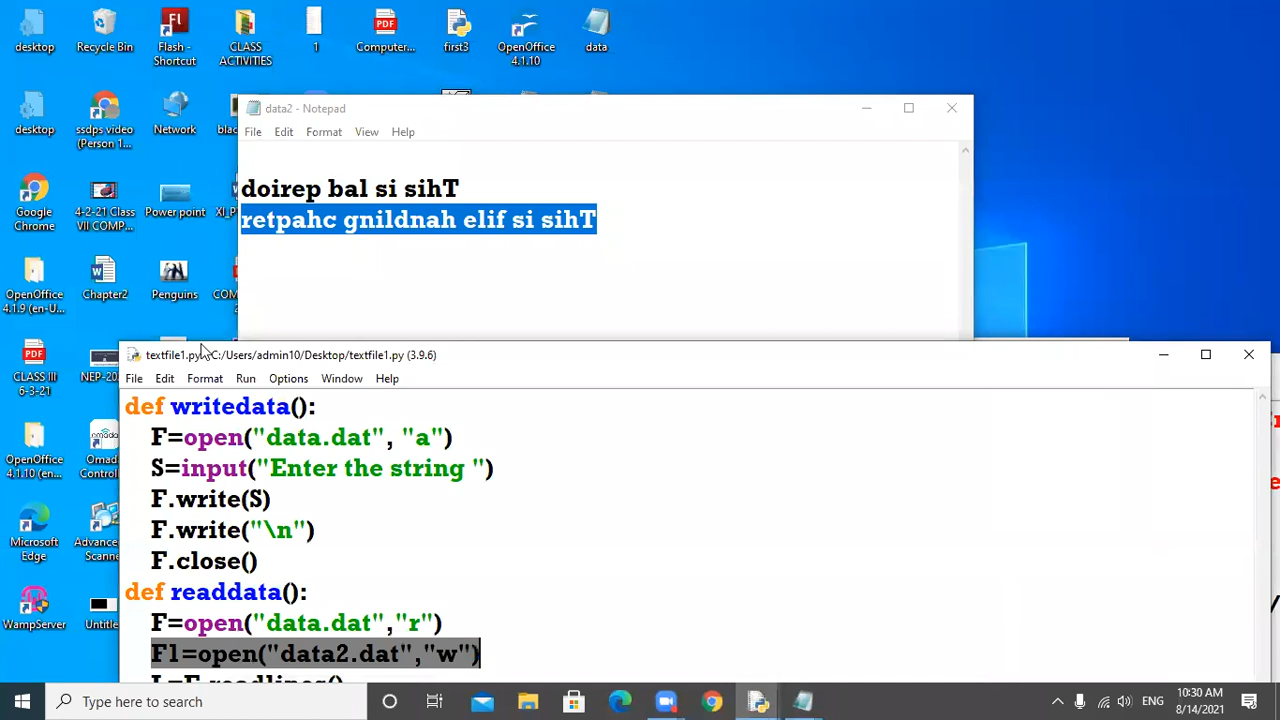 desktop
Recycle Bin
Flash - Shortcut
CLASS ACTIVITIES
1
Computer...
first3
OpenOffice 4.1.10
data
desktop
ssdps video (Person 1...
Network
data2 - Notepad
File Edit Format View Help
doirep bal si sihT
retpahc gnildnah elif si sihT
Google Chrome
4-2-21 Class VII COMP...
Power point
OpenOffice 4.1.9 (en-U...
Chapter2
Penguins
CLASS III 6-3-21
OpenOffice 4.1.10 (en...
Microsoft Edge
WampServer
textfile1.py - C:/Users/admin10/Desktop/textfile1.py (3.9.6)
File Edit Format Run Options Window Help
def writedata():
F=open("data.dat", "a")
S=input("Enter the string ")
F.write(S)
F.write("\n")
F.close()
def readdata():
F=open("data.dat","r")
F1=open("data2.dat","w")
Type here to search
ENG
10:30 AM
8/14/2021